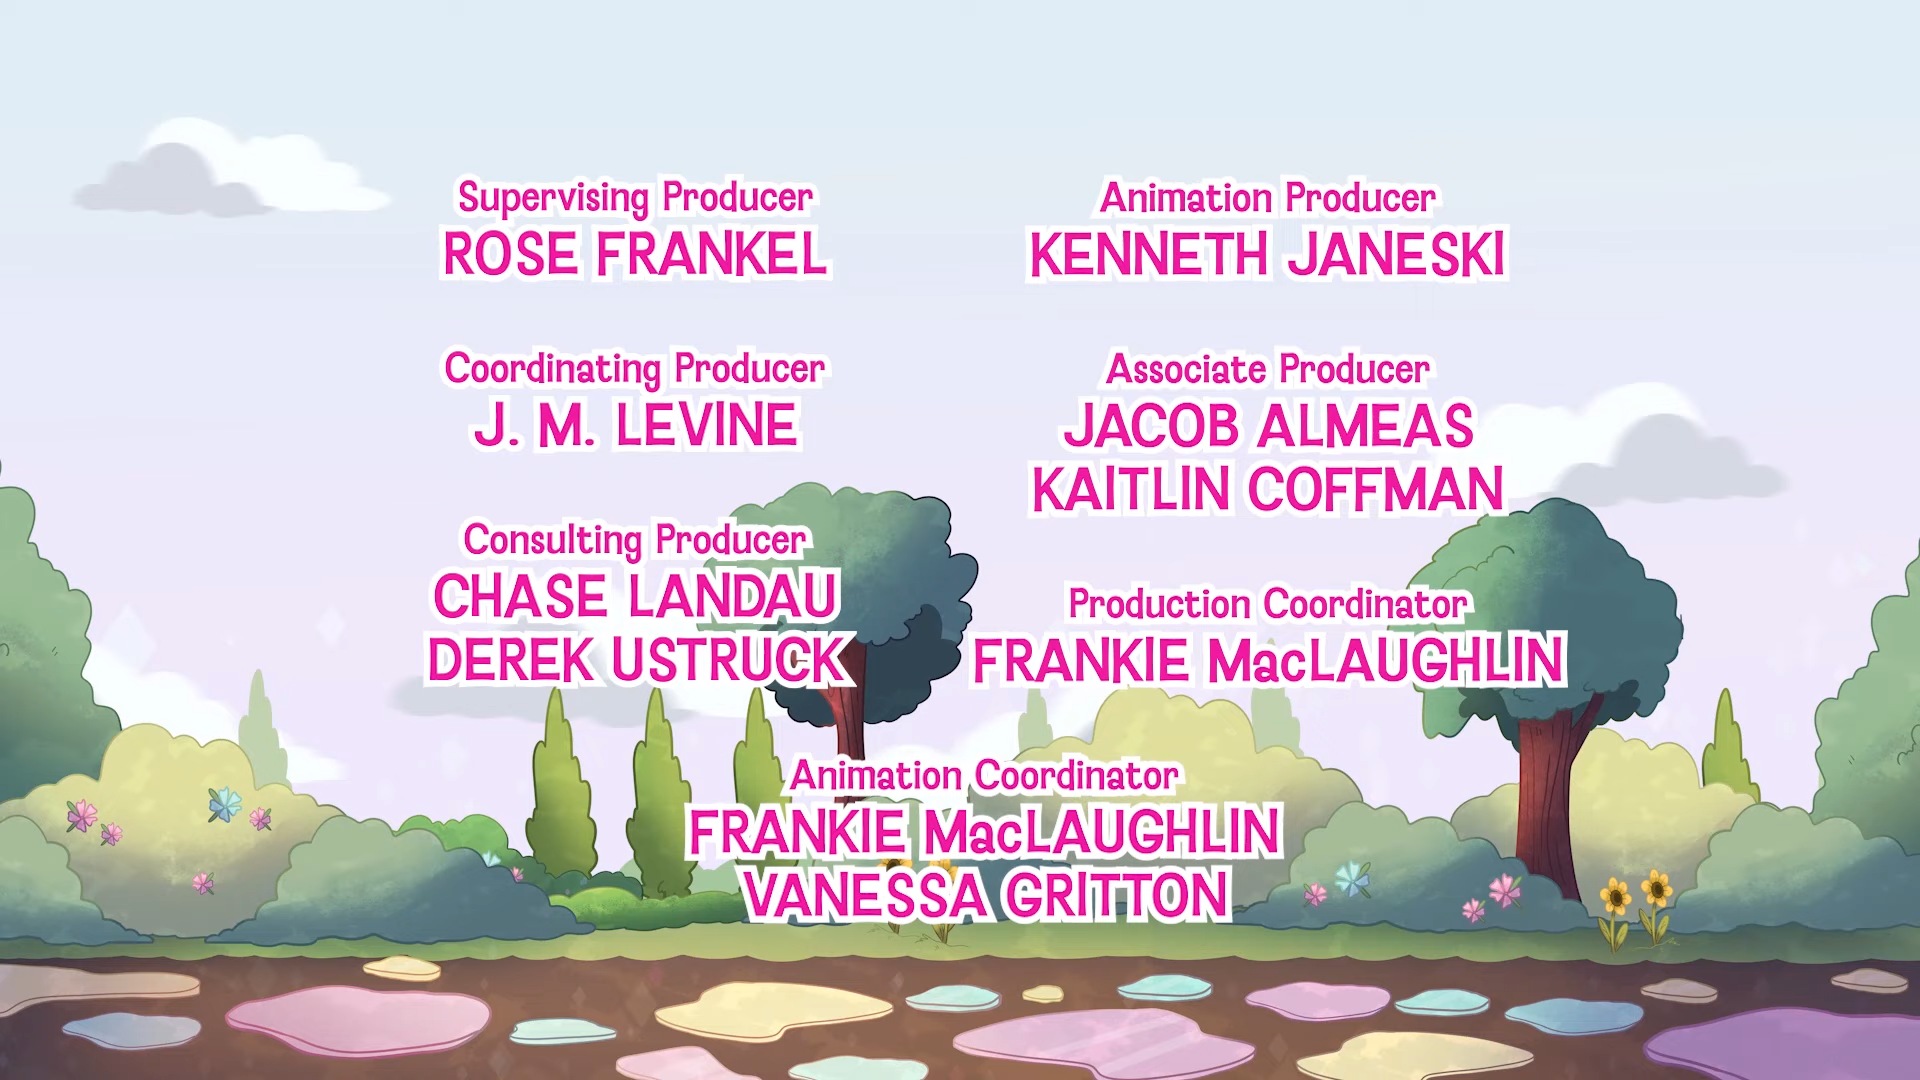 Supervising Producer
ROSE FRANKEL
Coordinating Producer
J. M. LEVINE
Consulting Producer
CHASE LANDAU
DEREK USTRUCK
Animation Producer
KENNETH JANESKI
Associate Producer
JACOB ALMEAS
KAITLIN COFFMAN
Production Coordinator
FRANKIE MacLAUGHLIN
Animation Coordinator
FRANKIE MacLAUGHLIN
VANESSA GRITTON